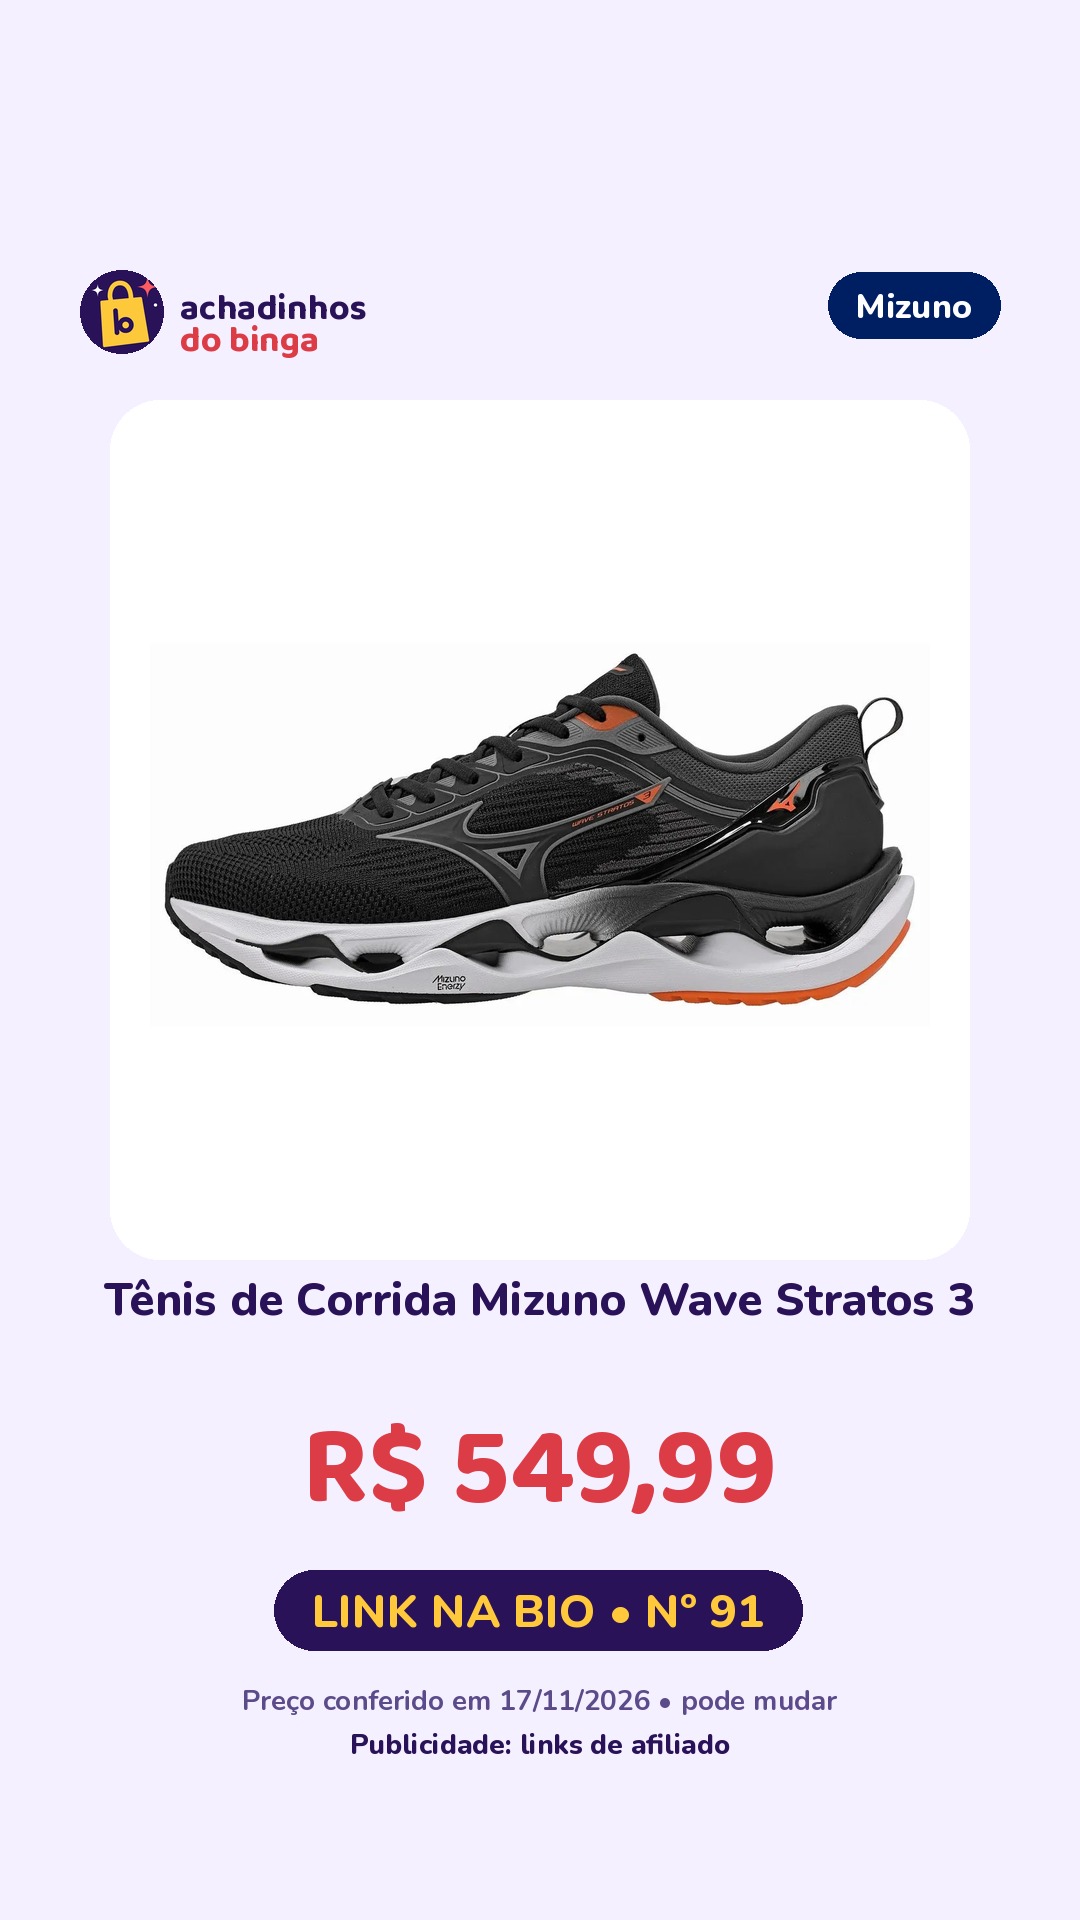 achadinhos
do binga
b
Mizuno
WAVE STRATOS 3
Mizuno
Enerzy
Tênis de Corrida Mizuno Wave Stratos 3
R$ 549,99
LINK NA BIO • Nº 91
Preço conferido em 17/11/2026 • pode mudar
Publicidade: links de afiliado